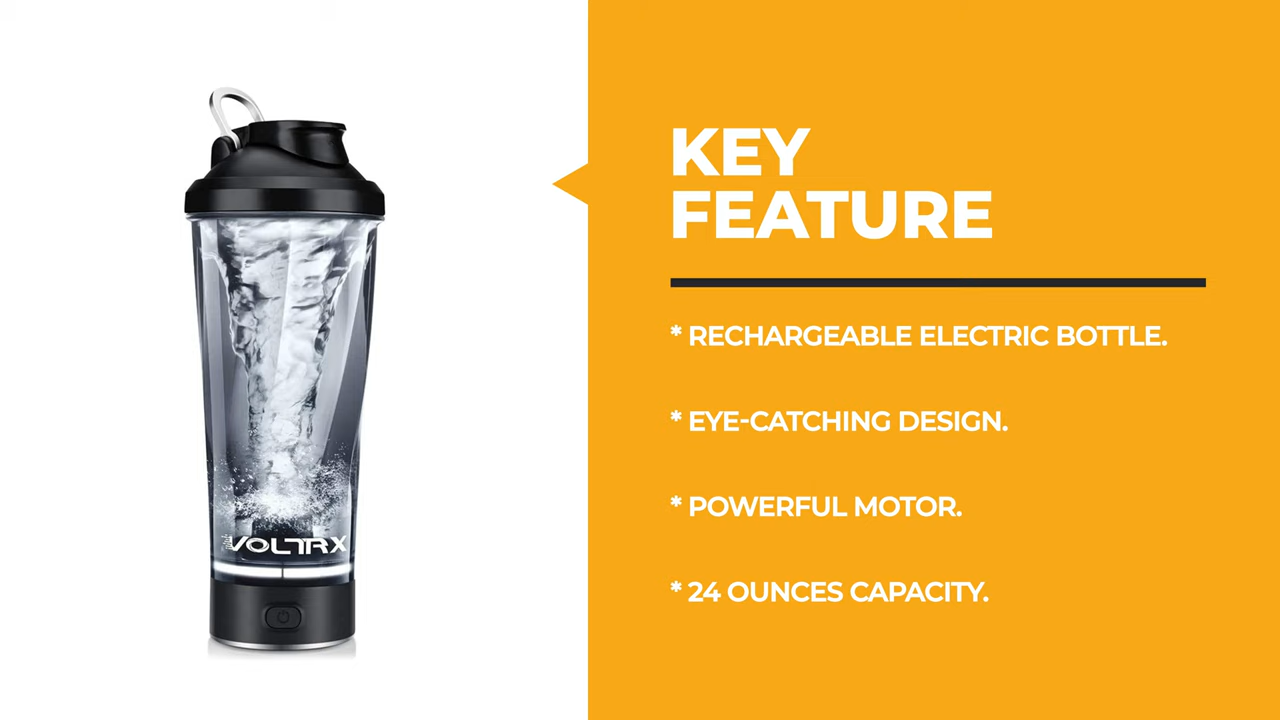 VOLTRX
KEY
FEATURE
* RECHARGEABLE ELECTRIC BOTTLE.
* EYE-CATCHING DESIGN.
* POWERFUL MOTOR.
* 24 OUNCES CAPACITY.